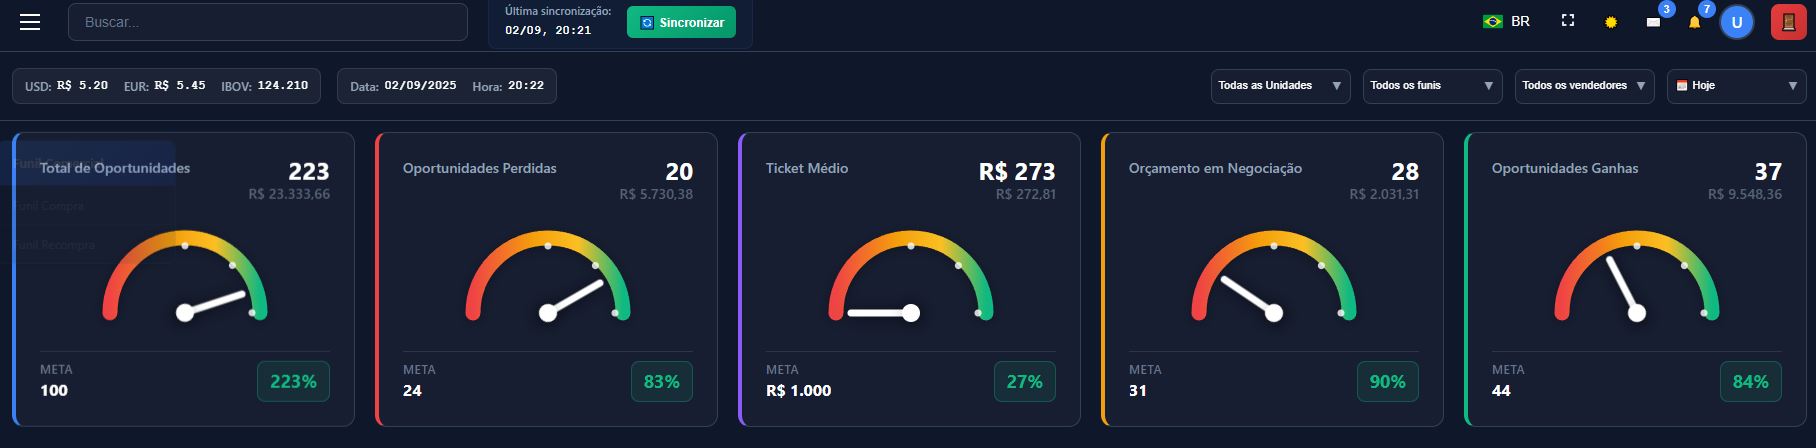 Buscar...
Última sincronização:
02/09, 20:21
Sincronizar
BR
3
7
U
USD: R$ 5.20 EUR: R$ 5.45 IBOV: 124.210
Data: 02/09/2025 Hora: 20:22
Todas as Unidades
Todos os funis
Todos os vendedores
Hoje
Funil Comercial
Funil Compra
Funil Recompra
Total de Oportunidades
223
R$ 23.333,66
META
100
223%
Oportunidades Perdidas
20
R$ 5.730,38
META
24
83%
Ticket Médio
R$ 273
R$ 272,81
META
R$ 1.000
27%
Orçamento em Negociação
28
R$ 2.031,31
META
31
90%
Oportunidades Ganhas
37
R$ 9.548,36
META
44
84%